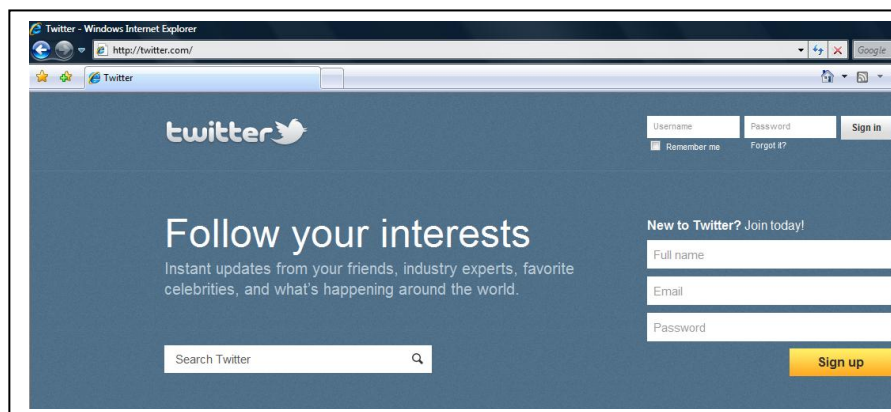 Twitter - Windows Internet Explorer
http://twitter.com/
Google
Twitter
twitter
Username
Password
Sign in
Remember me
Forgot it?
Follow your interests
Instant updates from your friends, industry experts, favorite
celebrities, and what's happening around the world.
Search Twitter
New to Twitter? Join today!
Full name
Email
Password
Sign up